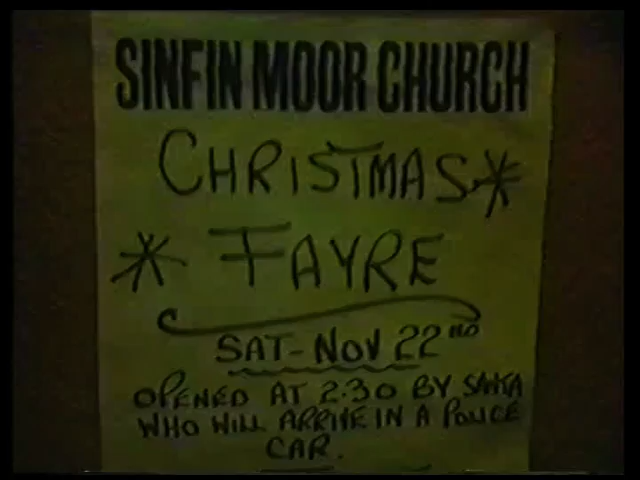 SINFIN MOOR CHURCH
CHRISTMAS
FAYRE
SAT-NOV 22ND
OPENED AT 2.30 BY SANTA
WHO WILL ARRIVE IN A POLICE
CAR.